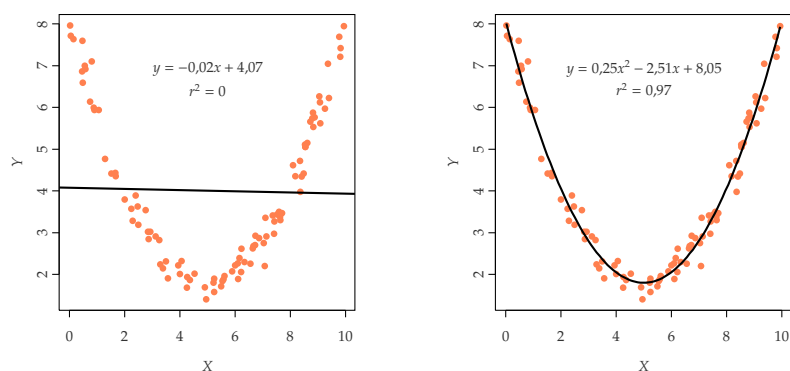 8
7
6
5
4
3
2
Y
y = −0,02x + 4,07
r² = 0
0 2 4 6 8 10
X
8
7
6
5
4
3
2
Y
y = 0,25x² − 2,51x + 8,05
r² = 0,97
0 2 4 6 8 10
X